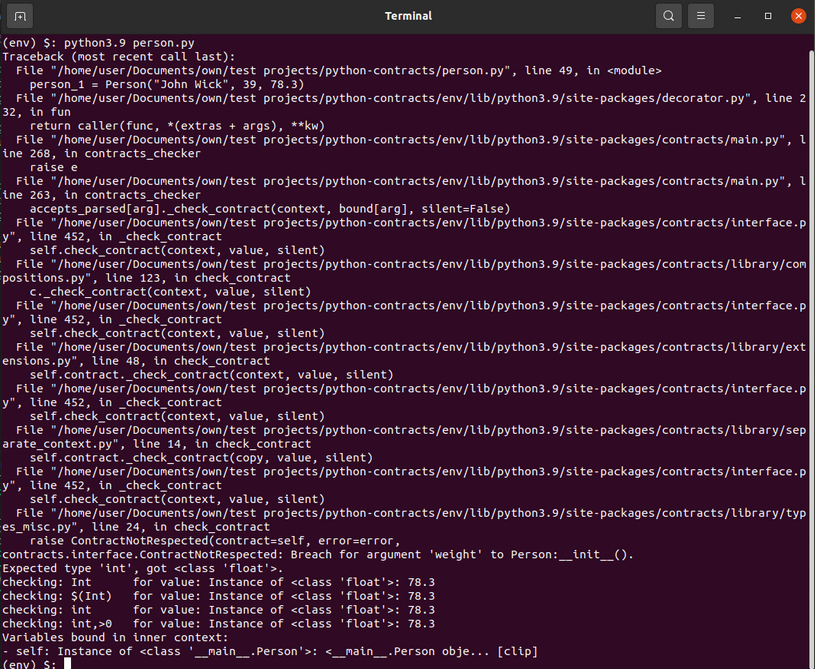 Terminal
(env) $: python3.9 person.py
Traceback (most recent call last):
File "/home/user/Documents/own/test projects/python-contracts/person.py", line 49, in <module>
person_1 = Person("John Wick", 39, 78.3)
File "/home/user/Documents/own/test projects/python-contracts/env/lib/python3.9/site-packages/decorator.py", line 2
32, in fun
return caller(func, *(extras + args), **kw)
File "/home/user/Documents/own/test projects/python-contracts/env/lib/python3.9/site-packages/contracts/main.py", l
ine 268, in contracts_checker
raise e
File "/home/user/Documents/own/test projects/python-contracts/env/lib/python3.9/site-packages/contracts/main.py", l
ine 263, in contracts_checker
accepts_parsed[arg]._check_contract(context, bound[arg], silent=False)
File "/home/user/Documents/own/test projects/python-contracts/env/lib/python3.9/site-packages/contracts/interface.p
y", line 452, in _check_contract
self.check_contract(context, value, silent)
File "/home/user/Documents/own/test projects/python-contracts/env/lib/python3.9/site-packages/contracts/library/com
positions.py", line 123, in check_contract
c._check_contract(context, value, silent)
File "/home/user/Documents/own/test projects/python-contracts/env/lib/python3.9/site-packages/contracts/interface.p
y", line 452, in _check_contract
self.check_contract(context, value, silent)
File "/home/user/Documents/own/test projects/python-contracts/env/lib/python3.9/site-packages/contracts/library/ext
ensions.py", line 48, in check_contract
self.contract._check_contract(context, value, silent)
File "/home/user/Documents/own/test projects/python-contracts/env/lib/python3.9/site-packages/contracts/interface.p
y", line 452, in _check_contract
self.check_contract(context, value, silent)
File "/home/user/Documents/own/test projects/python-contracts/env/lib/python3.9/site-packages/contracts/library/sep
arate_context.py", line 14, in check_contract
self.contract._check_contract(copy, value, silent)
File "/home/user/Documents/own/test projects/python-contracts/env/lib/python3.9/site-packages/contracts/interface.p
y", line 452, in _check_contract
self.check_contract(context, value, silent)
File "/home/user/Documents/own/test projects/python-contracts/env/lib/python3.9/site-packages/contracts/library/typ
es_misc.py", line 24, in check_contract
raise ContractNotRespected(contract=self, error=error,
contracts.interface.ContractNotRespected: Breach for argument 'weight' to Person:__init__().
Expected type 'int', got <class 'float'>.
checking: Int      for value: Instance of <class 'float'>: 78.3
checking: $(Int)   for value: Instance of <class 'float'>: 78.3
checking: int      for value: Instance of <class 'float'>: 78.3
checking: int,>0   for value: Instance of <class 'float'>: 78.3
Variables bound in inner context:
- self: Instance of <class '__main__.Person'>: <__main__.Person obje... [clip]
(env) $: